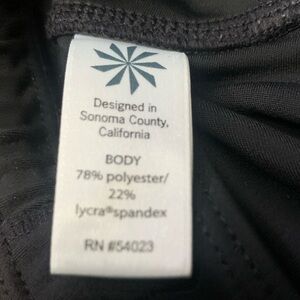 Designed in
Sonoma County,
California
BODY
78% polyester/
22%
lycra®spandex
RN #54023